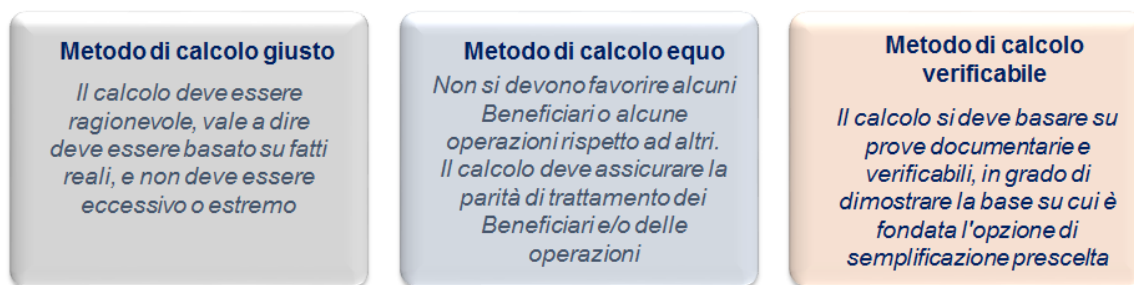 Metodo di calcolo giusto
Il calcolo deve essere
ragionevole, vale a dire
deve essere basato su fatti
reali, e non deve essere
eccessivo o estremo
Metodo di calcolo equo
Non si devono favorire alcuni
Beneficiari o alcune
operazioni rispetto ad altri.
Il calcolo deve assicurare la
parità di trattamento dei
Beneficiari e/o delle
operazioni
Metodo di calcolo
verificabile
Il calcolo si deve basare su
prove documentarie e
verificabili, in grado di
dimostrare la base su cui è
fondata l'opzione di
semplificazione prescelta